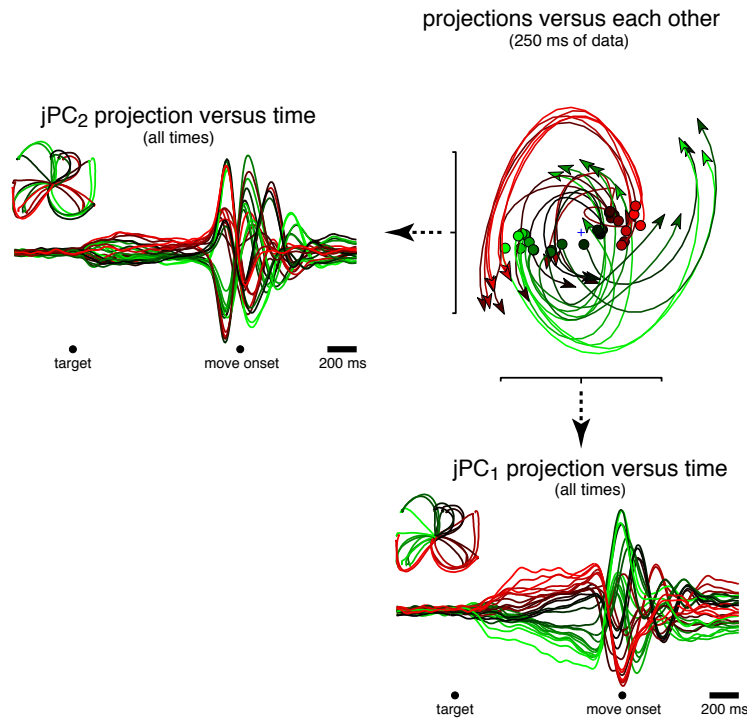 projections versus each other
(250 ms of data)
jPC2 projection versus time
(all times)
target
move onset
200 ms
jPC1 projection versus time
(all times)
target
move onset
200 ms